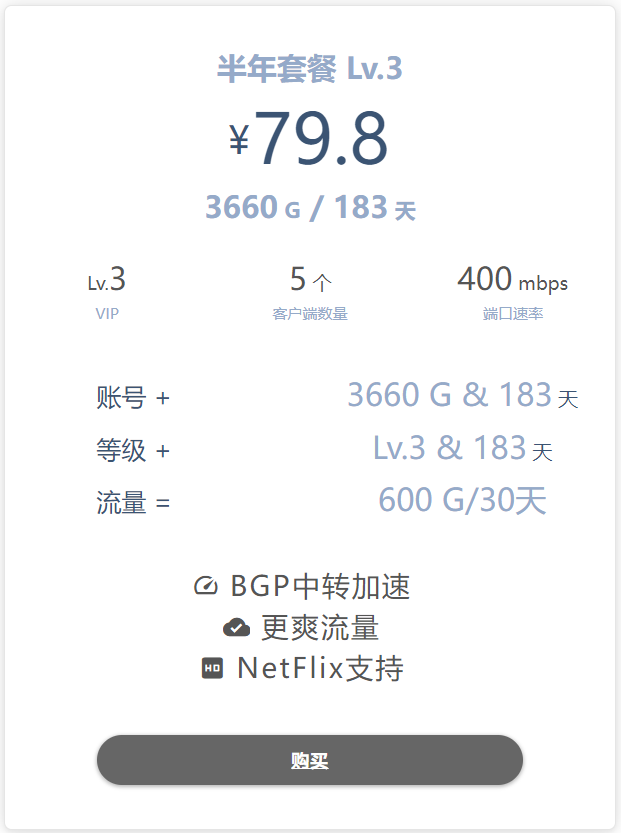 半年套餐 Lv.3
¥79.8
3660 G / 183 天
Lv.3 5 个 400 mbps
VIP 客户端数量 端口速率
账号 + 3660 G & 183 天
等级 + Lv.3 & 183 天
流量 = 600 G/30天
BGP中转加速
更爽流量
HD NetFlix支持
购买